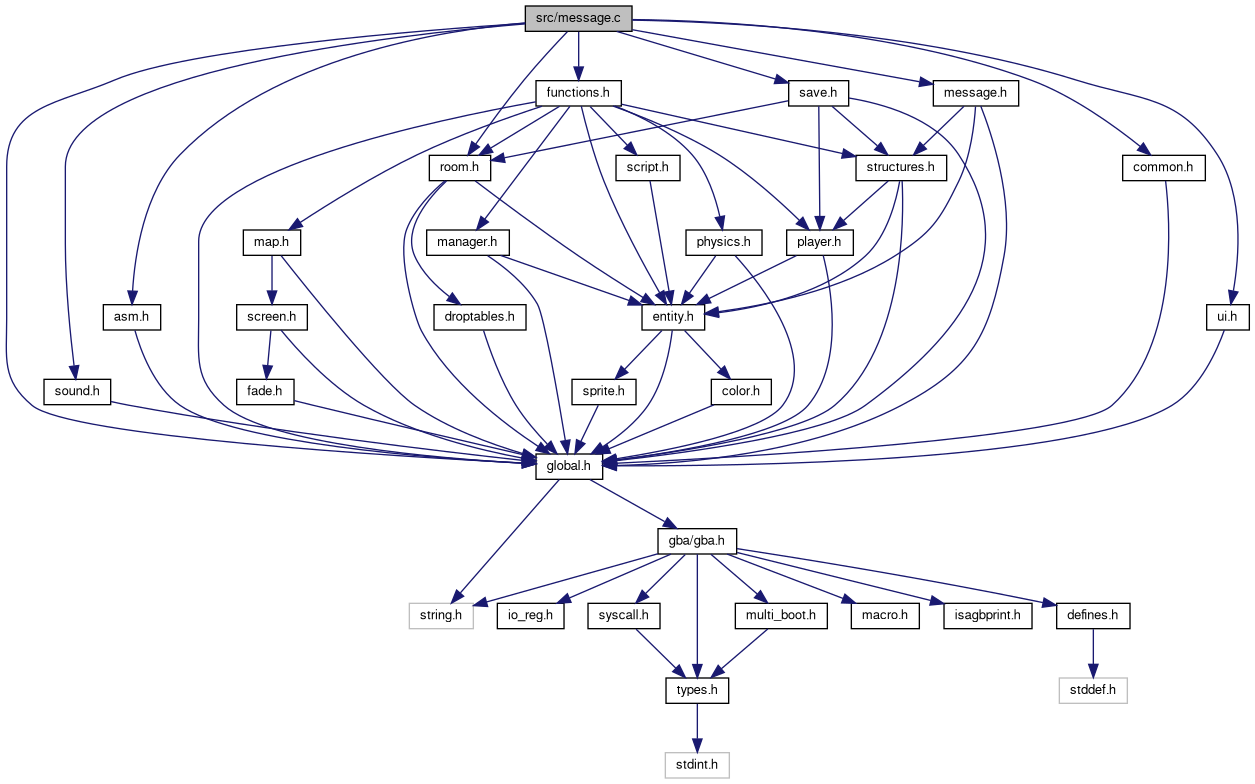 src/message.c
functions.h
save.h
message.h
room.h
script.h
structures.h
common.h
map.h
manager.h
physics.h
player.h
asm.h
screen.h
droptables.h
entity.h
ui.h
sound.h
fade.h
sprite.h
color.h
global.h
gba/gba.h
string.h
io_reg.h
syscall.h
multi_boot.h
macro.h
isagbprint.h
defines.h
types.h
stddef.h
stdint.h